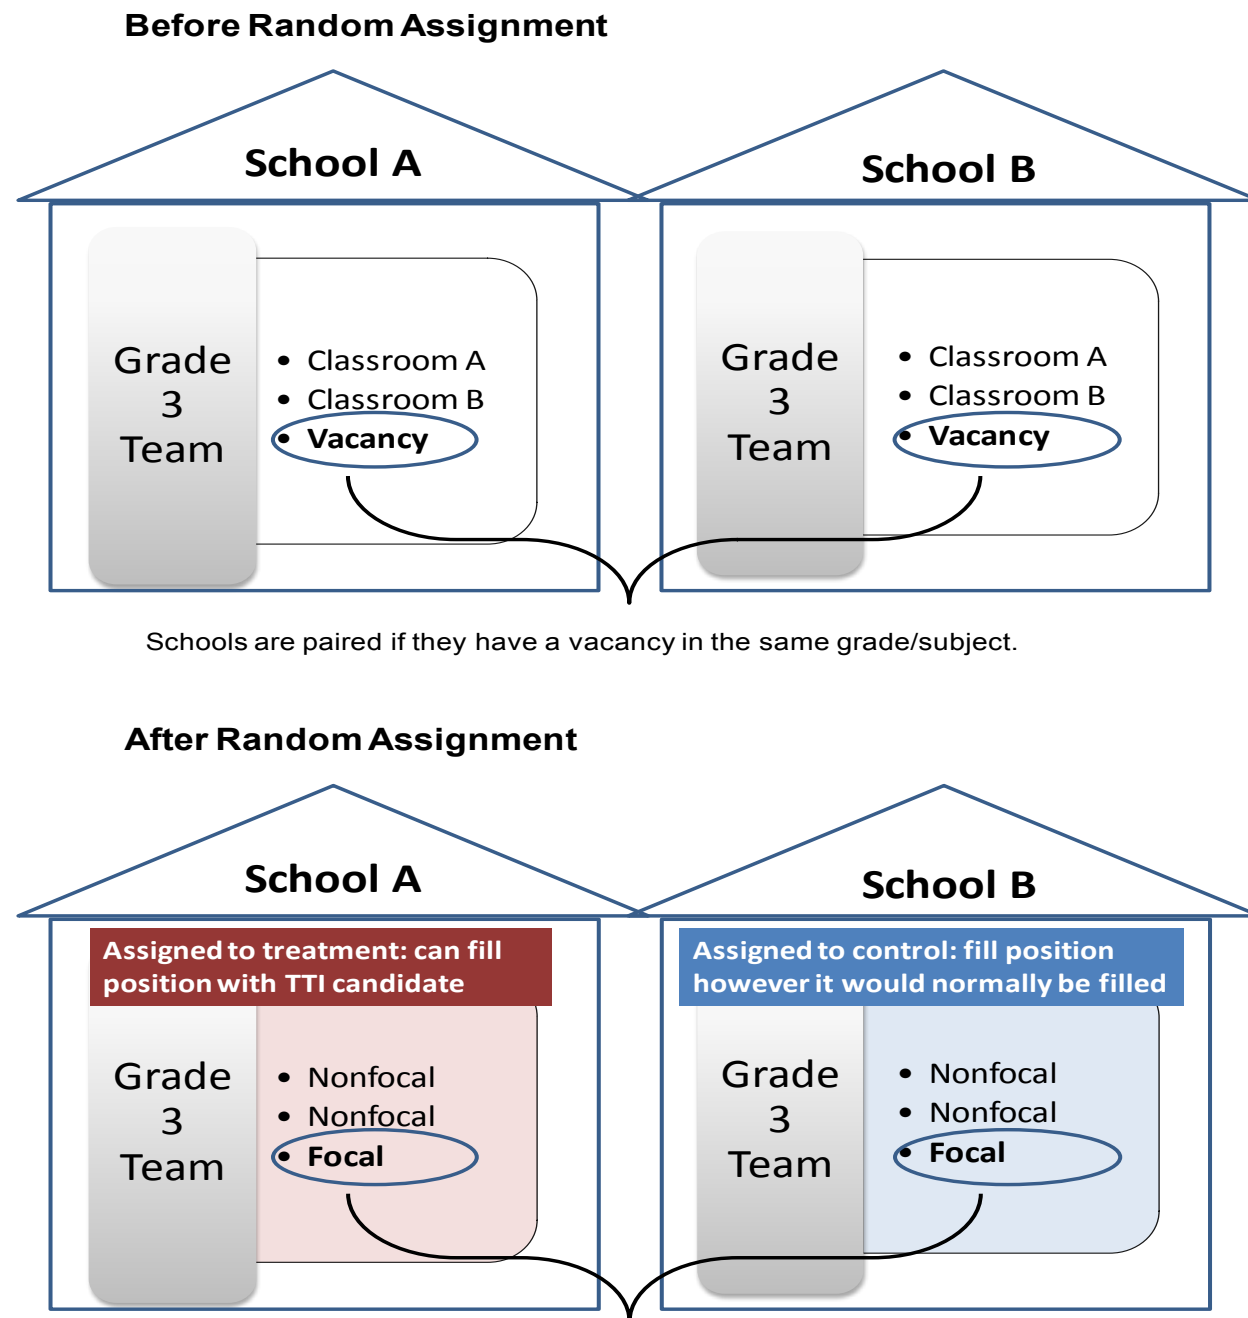 Before Random Assignment
School A
School B
Grade
3
Team
• Classroom A
• Classroom B
• Vacancy
Grade
3
Team
• Classroom A
• Classroom B
• Vacancy
Schools are paired if they have a vacancy in the same grade/subject.
After Random Assignment
School A
School B
Assigned to treatment: can fill
position with TTI candidate
Grade
3
Team
• Nonfocal
• Nonfocal
• Focal
Assigned to control: fill position
however it would normally be filled
Grade
3
Team
• Nonfocal
• Nonfocal
• Focal